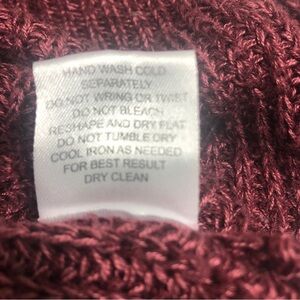 HAND WASH COLD
SEPARATELY
DO NOT WRING OR TWIST
DO NOT BLEACH
RESHAPE AND DRY FLAT
DO NOT TUMBLE DRY
COOL IRON AS NEEDED
FOR BEST RESULT
DRY CLEAN